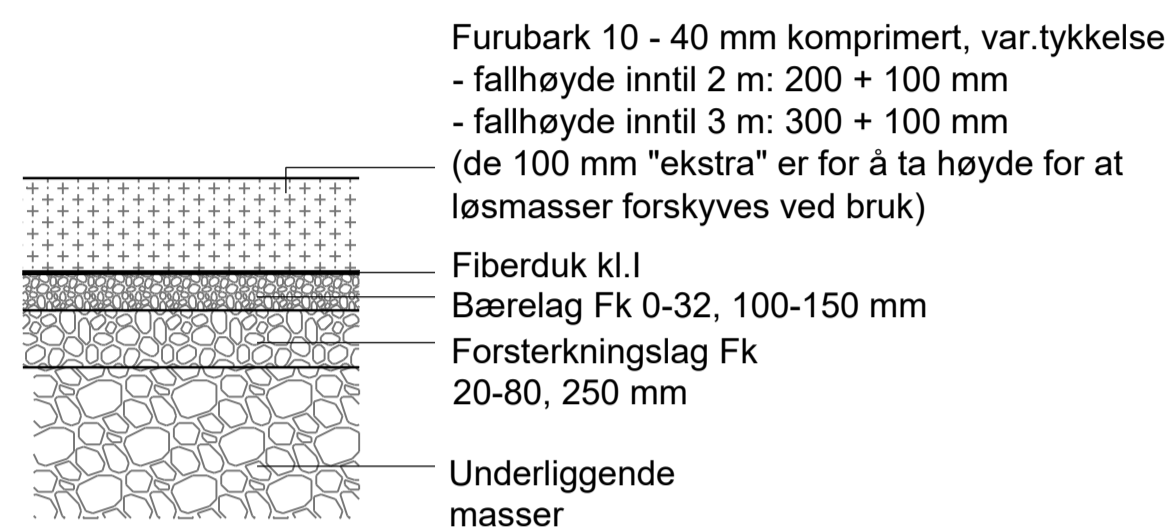 Furubark 10 - 40 mm komprimert, var.tykkelse
- fallhøyde inntil 2 m: 200 + 100 mm
- fallhøyde inntil 3 m: 300 + 100 mm
(de 100 mm "ekstra" er for å ta høyde for at
løsmasser forskyves ved bruk)
Fiberduk kl.I
Bærelag Fk 0-32, 100-150 mm
Forsterkningslag Fk
20-80, 250 mm
Underliggende
masser